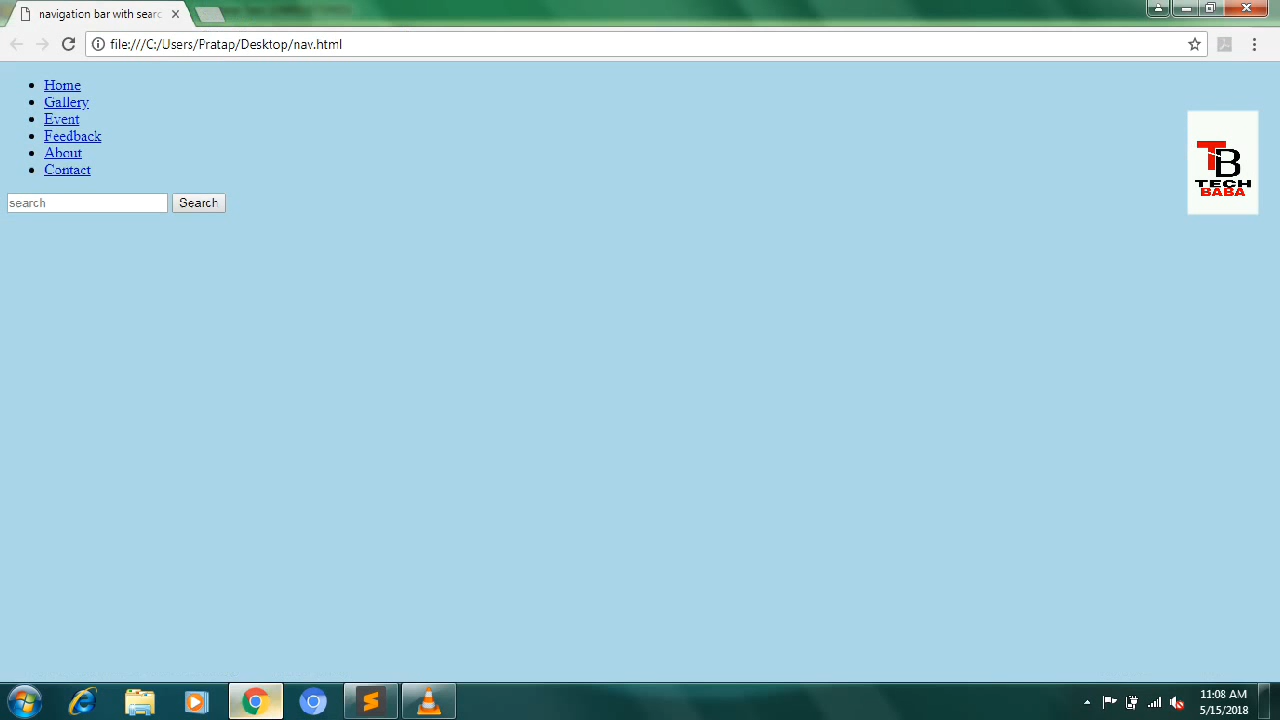 navigation bar with searc
file:///C:/Users/Pratap/Desktop/nav.html
Home
Gallery
Event
Feedback
About
Contact
search Search
TB
TECH
BABA
11:08 AM
5/15/2018